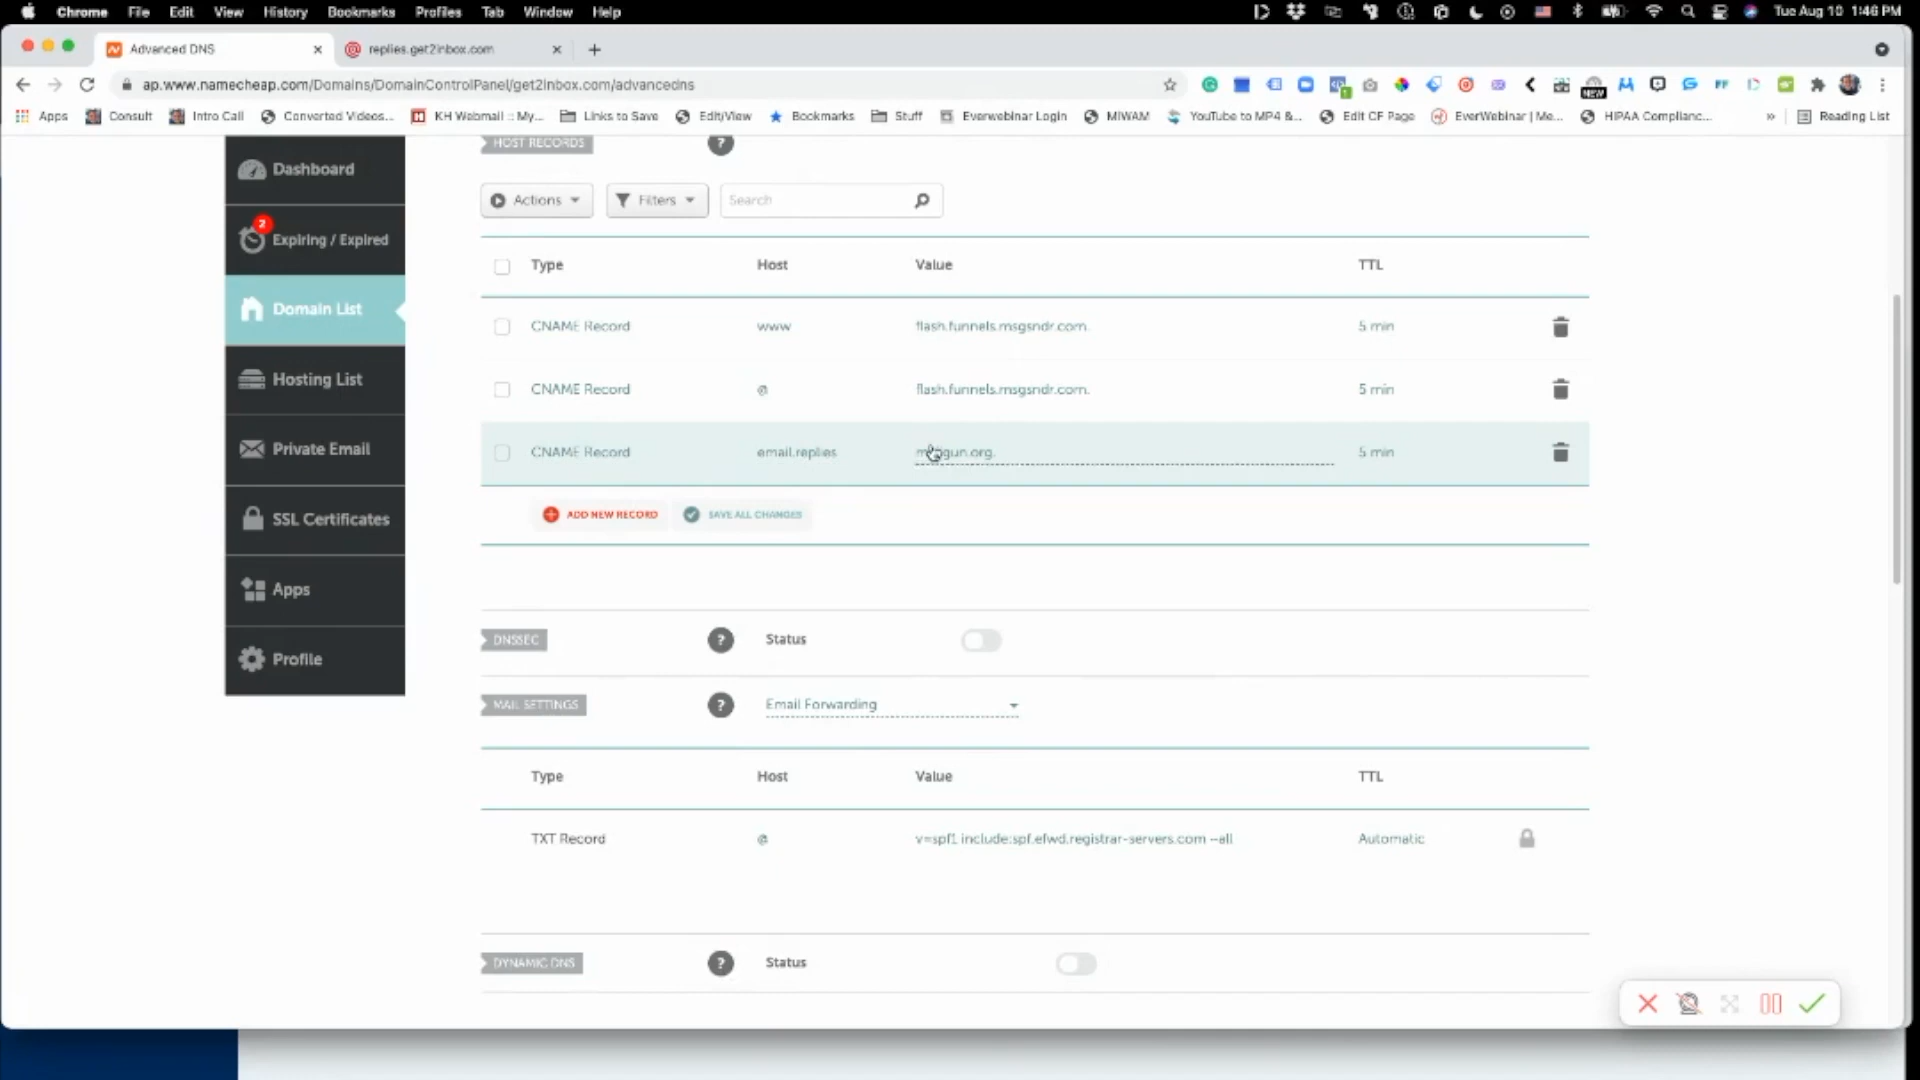 Chrome File Edit View History Bookmarks Profiles Tab Window Help Tue Aug 10 1:46 PM
Advanced DNS replies.get2inbox.com
ap.www.namecheap.com/Domains/DomainControlPanel/get2inbox.com/advancedns
NEW
Apps Consult Intro Call Converted Videos... KH Webmail :: My... Links to Save Edit/View Bookmarks Stuff Everwebinar Login MIWAM YouTube to MP4 &... Edit CF Page EverWebinar | Me... HIPAA Complianc... » Reading List
HOST RECORDS ?
Dashboard
Actions Filters Search
2
Expiring / Expired
Type Host Value TTL
Domain List
CNAME Record www flash.funnels.msgsndr.com. 5 min
Hosting List
CNAME Record @ flash.funnels.msgsndr.com. 5 min
Private Email
CNAME Record email.replies 5 min
SSL Certificates
ADD NEW RECORD SAVE ALL CHANGES
Apps
DNSSEC ? Status
Profile
MAIL SETTINGS ? Email Forwarding
Type Host Value TTL
TXT Record @ v=spf1 include:spf.efwd.registrar-servers.com ~all Automatic
DYNAMIC DNS ? Status